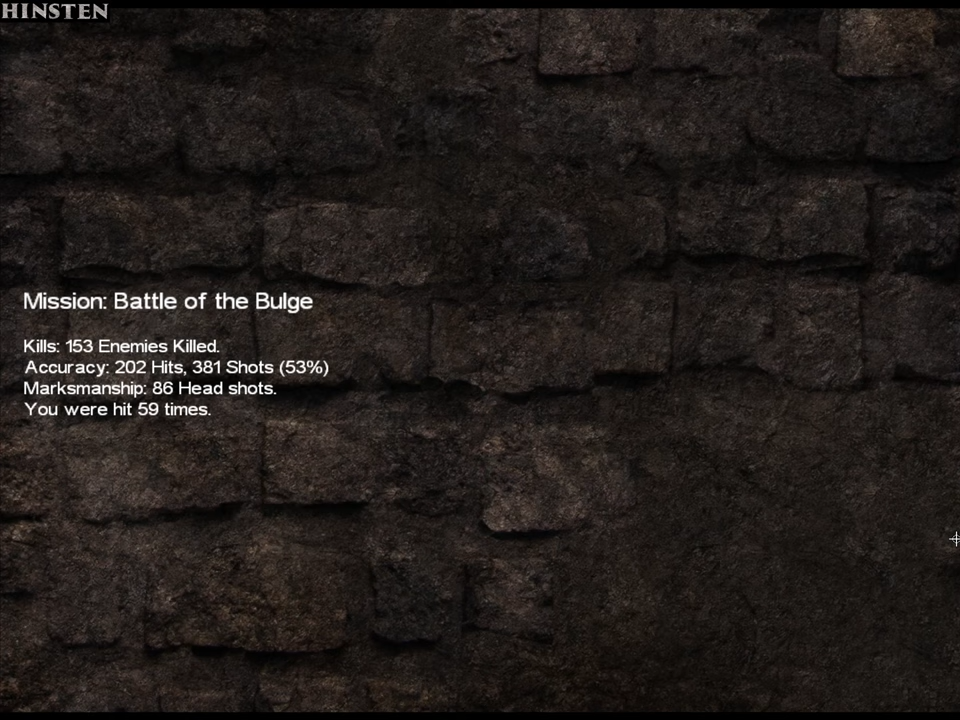 HINSTEN
Mission: Battle of the Bulge
Kills: 153 Enemies Killed.
Accuracy: 202 Hits, 381 Shots (53%)
Marksmanship: 86 Head shots.
You were hit 59 times.